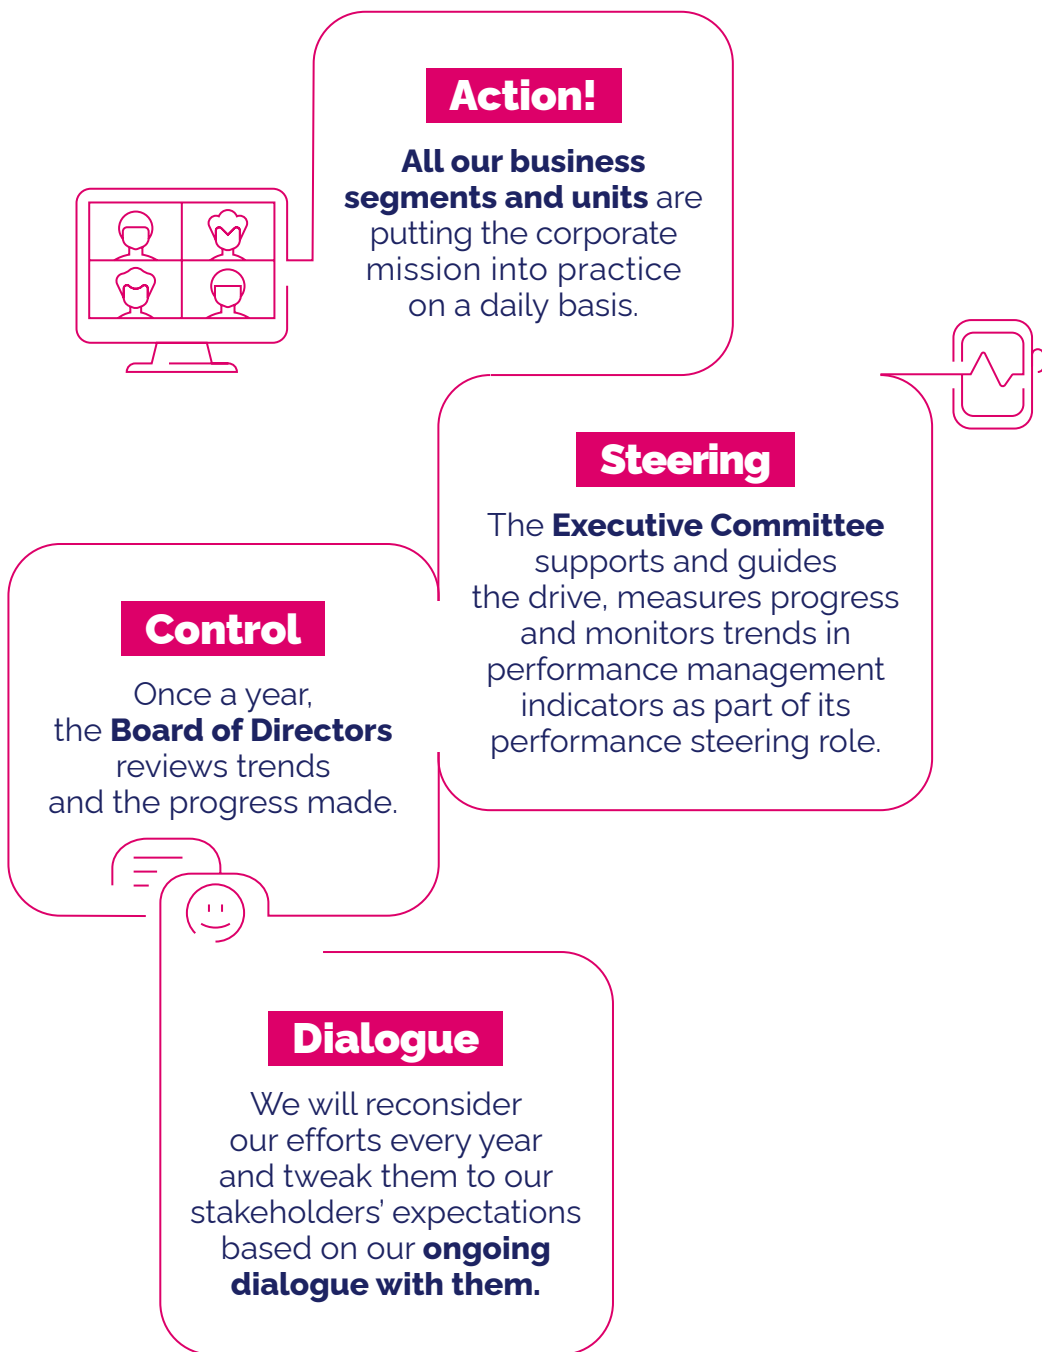 Action!
All our business
segments and units are
putting the corporate
mission into practice
on a daily basis.
Steering
The Executive Committee
supports and guides
the drive, measures progress
and monitors trends in
performance management
indicators as part of its
performance steering role.
Control
Once a year,
the Board of Directors
reviews trends
and the progress made.
Dialogue
We will reconsider
our efforts every year
and tweak them to our
stakeholders’ expectations
based on our ongoing
dialogue with them.